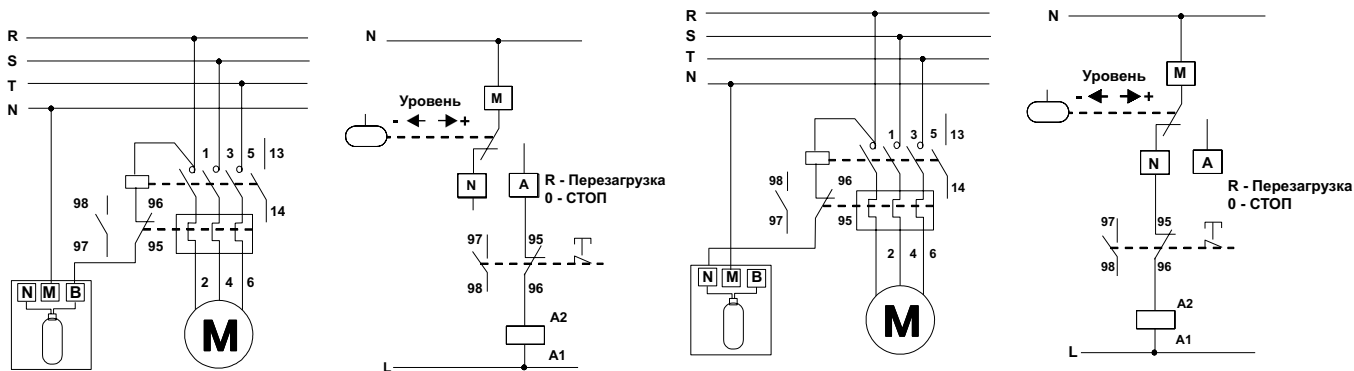 R
S
T
N
1 3 5 13
14
98 96
97 95
2 4 6
N M B
M
N
M
Уровень
- +
N A
R - Перезагрузка
0 - СТОП
97 95
98 96
A2
A1
L
R
S
T
N
1 3 5 13
14
98 96
97 95
2 4 6
N M B
M
N
M
Уровень
- +
N A
R - Перезагрузка
0 - СТОП
97 95
98 96
A2
A1
L